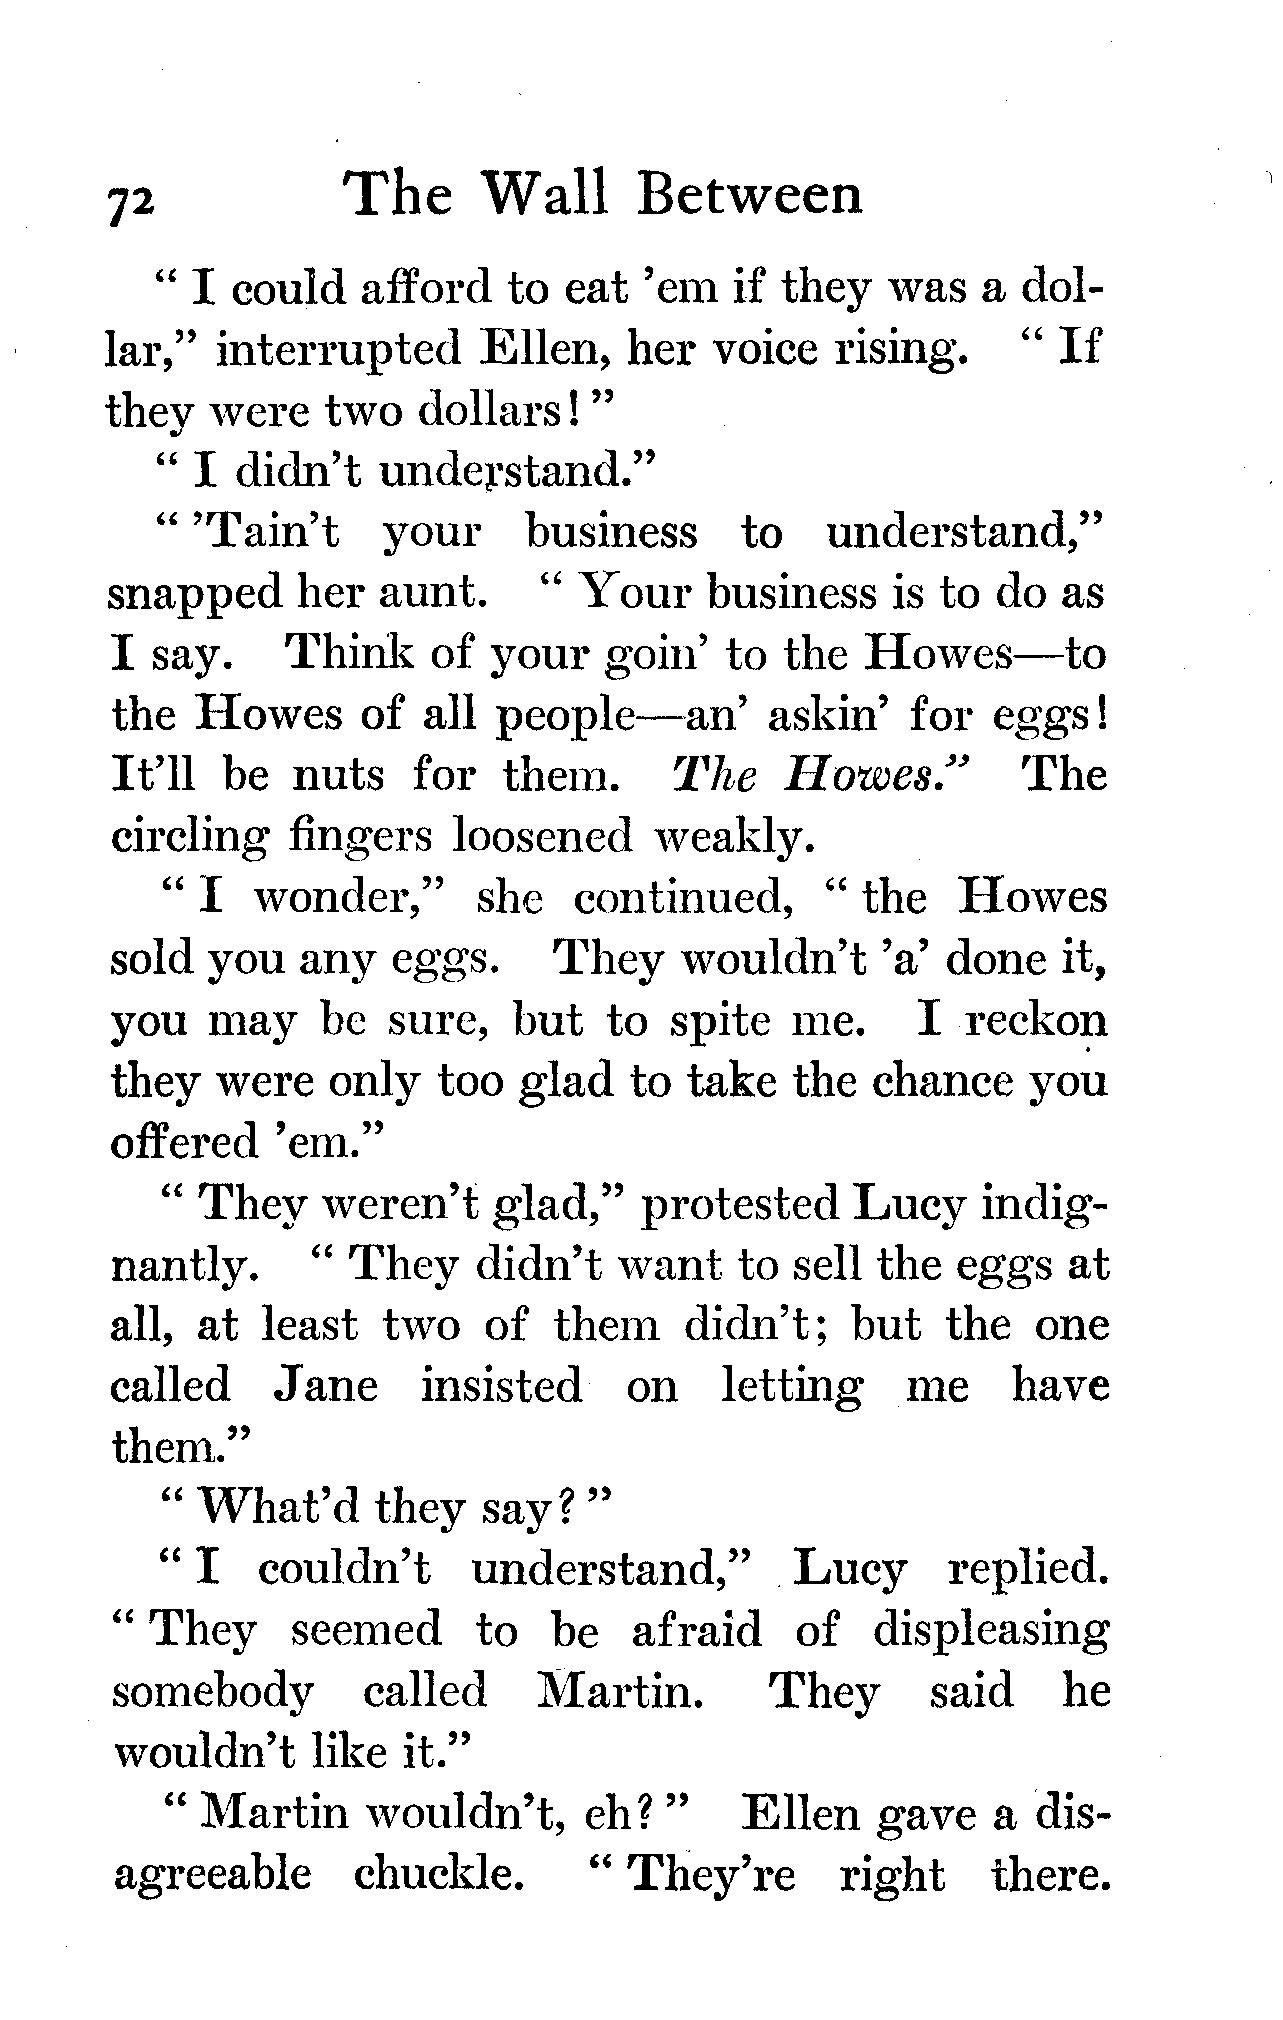 72 The Wall Between
“ I could afford to eat ’em if they was a dol-
lar,” interrupted Ellen, her voice rising. “ If
they were two dollars! ”
“ I didn’t understand.”
“ ’Tain’t your business to understand,”
snapped her aunt. “ Your business is to do as
I say. Think of your goin’ to the Howes—to
the Howes of all people—an’ askin’ for eggs!
It’ll be nuts for them. The Howes.” The
circling fingers loosened weakly.
“ I wonder,” she continued, “ the Howes
sold you any eggs. They wouldn’t ’a’ done it,
you may be sure, but to spite me. I reckon
they were only too glad to take the chance you
offered ’em.”
“ They weren’t glad,” protested Lucy indig-
nantly. “ They didn’t want to sell the eggs at
all, at least two of them didn’t; but the one
called Jane insisted on letting me have
them.”
“ What’d they say? ”
“ I couldn’t understand,” Lucy replied.
“ They seemed to be afraid of displeasing
somebody called Martin. They said he
wouldn’t like it.”
“ Martin wouldn’t, eh? ” Ellen gave a dis-
agreeable chuckle. “ They’re right there.